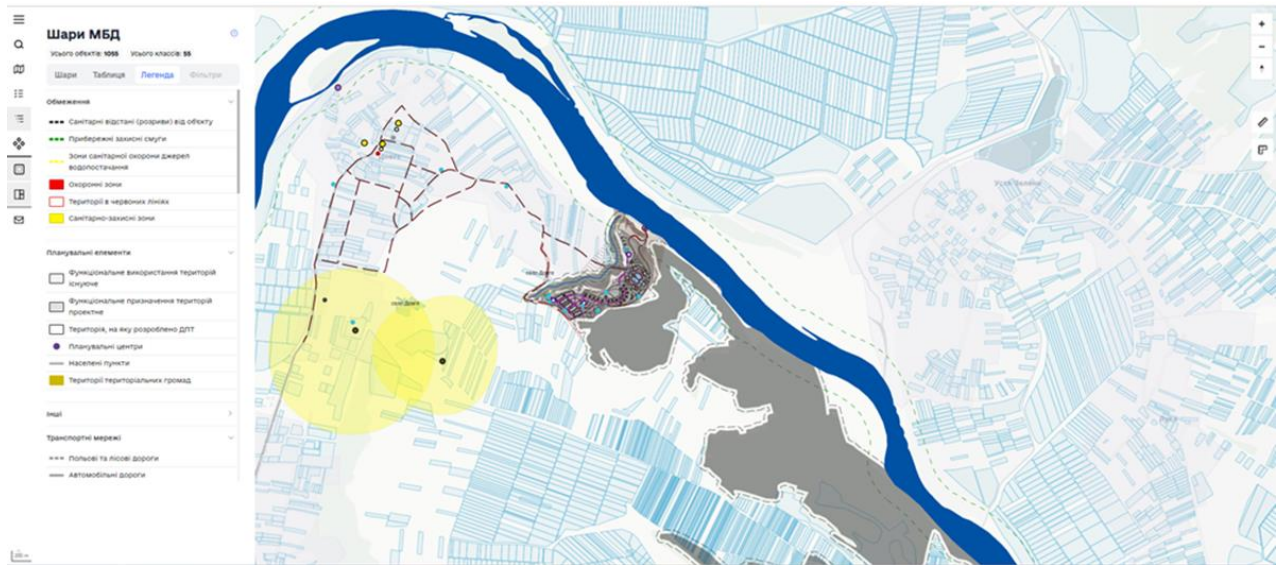 Шари МБД
Усього об'єктів: 1055 Усього классів: 55
Шари Таблиця Легенда Фільтри
Обмеження
Санітарні відстані (розриви) від об'єкту
Прибережні захисні смуги
Зони санітарної охорони джерел
водопостачання
Охоронні зони
Території в червоних лініях
Санітарно-захисні зони
Планувальні елементи
Функціональне використання територій
існуюче
Функціональне призначення територій
проектне
Територія, на яку розроблено ДПТ
Планувальні центри
Населені пункти
Території територіальних громад
Інші
Транспортні мережі
Польові та лісові дороги
Автомобільні дороги